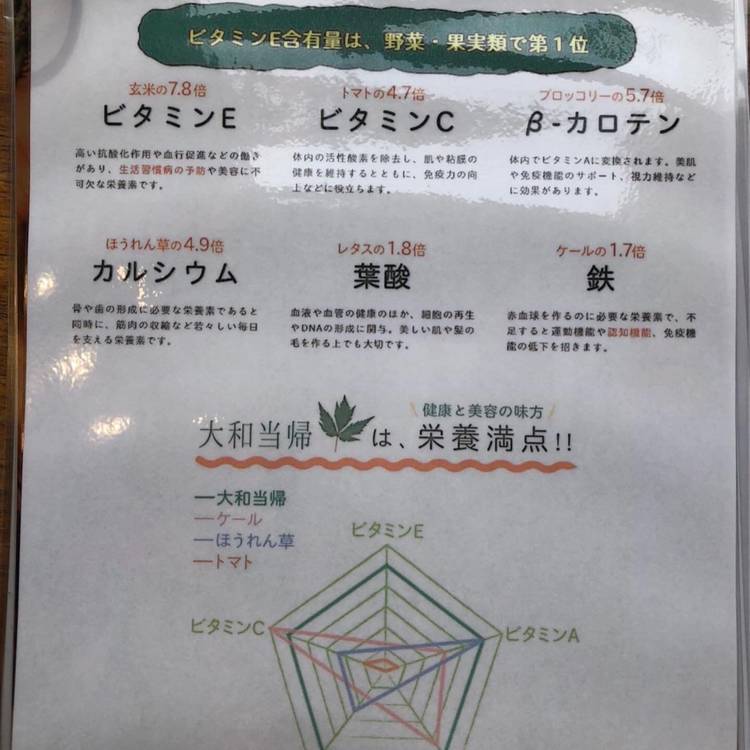 ビタミンE含有量は、野菜・果実類で第1位
玄米の7.8倍
ビタミンE
高い抗酸化作用や血行促進などの働き
があり、生活習慣病の予防や美容に不
可欠な栄養素です。
トマトの4.7倍
ビタミンC
体内の活性酸素を除去し、肌や粘膜の
健康を維持するとともに、免疫力の向
上などに役立ちます。
ブロッコリーの5.7倍
β-カロテン
体内でビタミンAに変換されます。美肌
や免疫機能のサポート、視力維持など
に効果があります。
ほうれん草の4.9倍
カルシウム
骨や歯の形成に必要な栄養素であると
同時に、筋肉の収縮など若々しい毎日
を支える栄養素です。
レタスの1.8倍
葉酸
血液や血管の健康のほか、細胞の再生
やDNAの形成に関与。美しい肌や髪の
毛を作る上でも大切です。
ケールの1.7倍
鉄
赤血球を作るのに必要な栄養素で、不
足すると運動機能や認知機能、免疫機
能の低下を招きます。
健康と美容の味方
大和当帰は、栄養満点!!
大和当帰
ケール
ほうれん草
トマト
ビタミンE
ビタミンC
ビタミンA